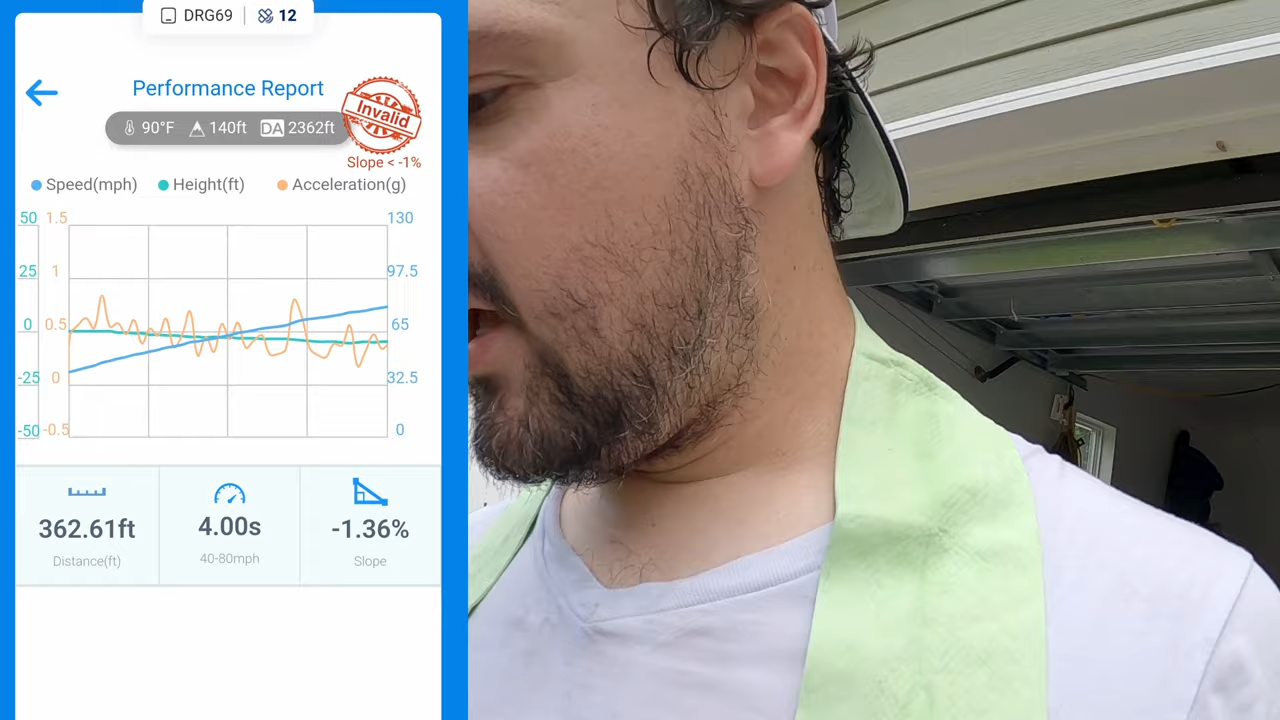 DRG69 12
Performance Report
Invalid
90°F 140ft DA 2362ft
Slope < -1%
Speed(mph) Height(ft) Acceleration(g)
50 1.5 130
25 1 97.5
0 0.5 65
-25 0 32.5
-50 -0.5 0
362.61ft 4.00s -1.36%
Distance(ft) 40-80mph Slope